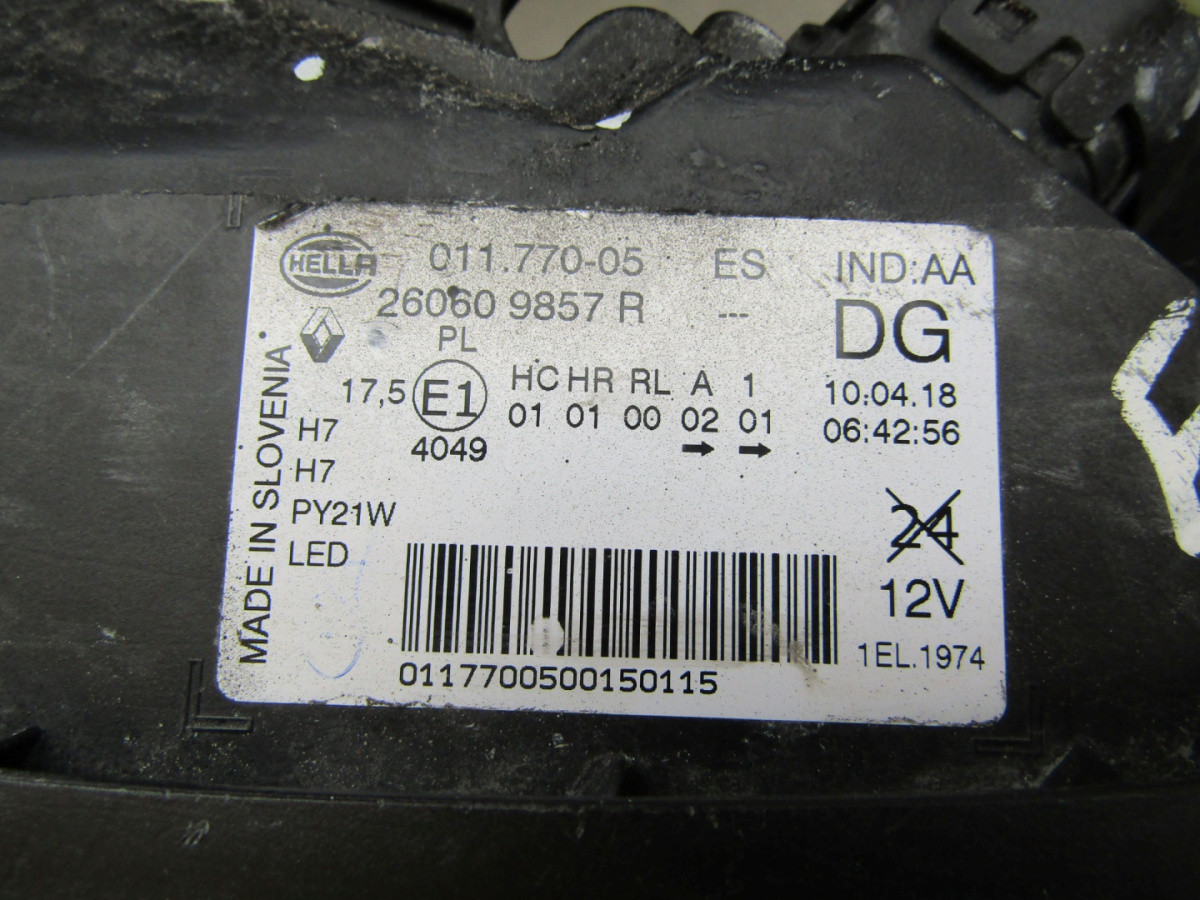 HELLA 011.770-05 ES IND:AA
260609857R --- DG
PL
17,5 E1 HC HR RL A 1 10.04.18
4049 01 01 00 02 01 06:42:56
→ →
H7
H7
PY21W
LED
MADE IN SLOVENIA
24
12V
1EL.1974
0117700500150115